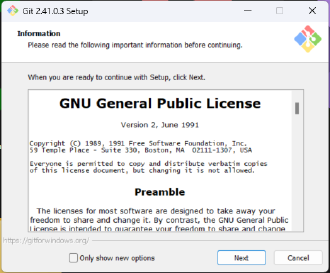 Git 2.41.0.3 Setup
Information
Please read the following important information before continuing.
When you are ready to continue with Setup, click Next.
GNU General Public License
Version 2, June 1991
Copyright (C) 1989, 1991 Free Software Foundation, Inc.
59 Temple Place - Suite 330, Boston, MA  02111-1307, USA
Everyone is permitted to copy and distribute verbatim copies
of this license document, but changing it is not allowed.
Preamble
The licenses for most software are designed to take away your
freedom to share and change it. By contrast, the GNU General Public
License is intended to guarantee your freedom to share and change
https://gitforwindows.org/
Only show new options
Next
Cancel